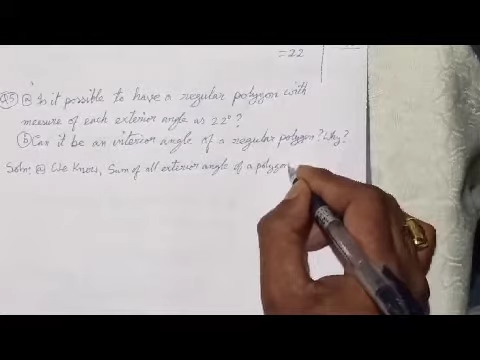 = 22
Q5) ⓐ Is it possible to have a regular polygon with
measure of each exterior angle as 22° ?
ⓑ Can it be an interior angle of a regular polygon? Why?
Soln; ⓐ We Know, Sum of all exterior angle of a polygon